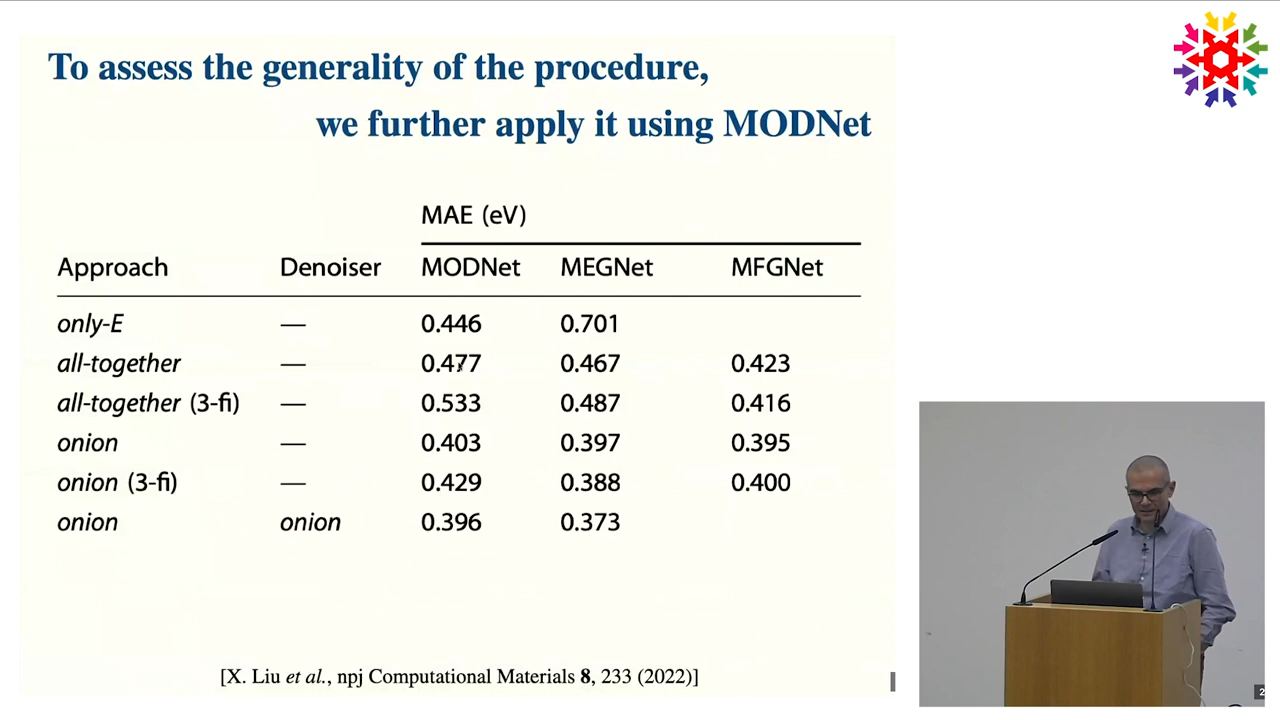 To assess the generality of the procedure,
we further apply it using MODNet
MAE (eV)
Approach Denoiser MODNet MEGNet MFGNet
only-E — 0.446 0.701
all-together — 0.477 0.467 0.423
all-together (3-fi) — 0.533 0.487 0.416
onion — 0.403 0.397 0.395
onion (3-fi) — 0.429 0.388 0.400
onion onion 0.396 0.373
[X. Liu et al., npj Computational Materials 8, 233 (2022)]
2